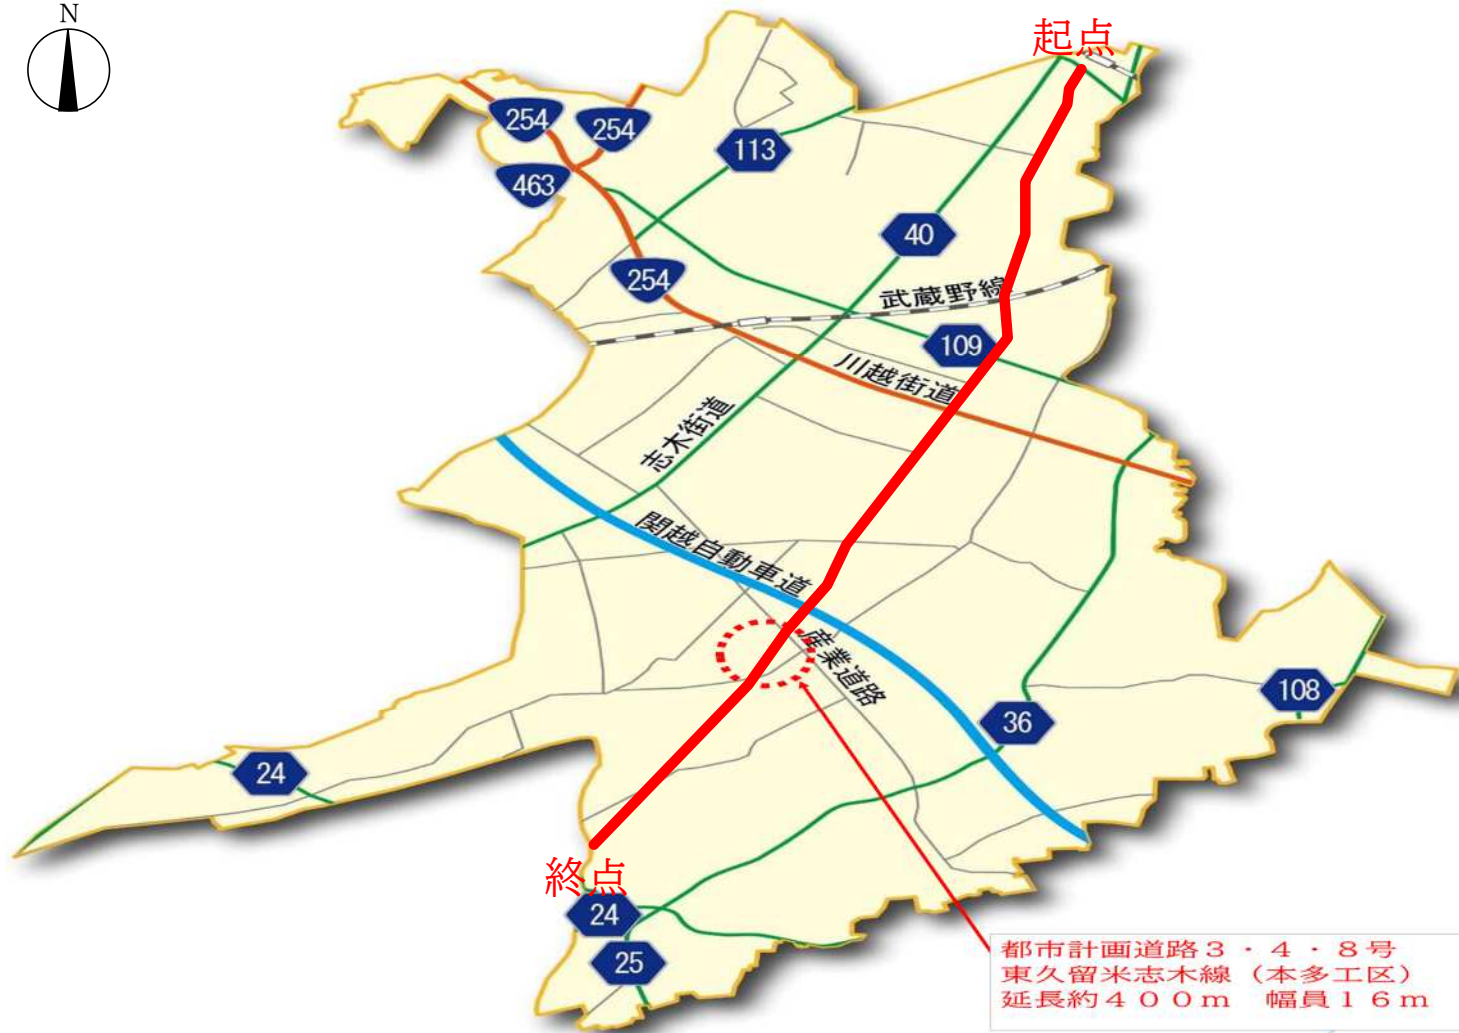 N
起点
254
254
113
463
40
254
武蔵野線
109
川越街道
志木街道
関越自動車道
産業道路
108
36
24
終点
24
25
都市計画道路3・4・8号
東久留米志木線（本多工区）
延長約400m　幅員16m